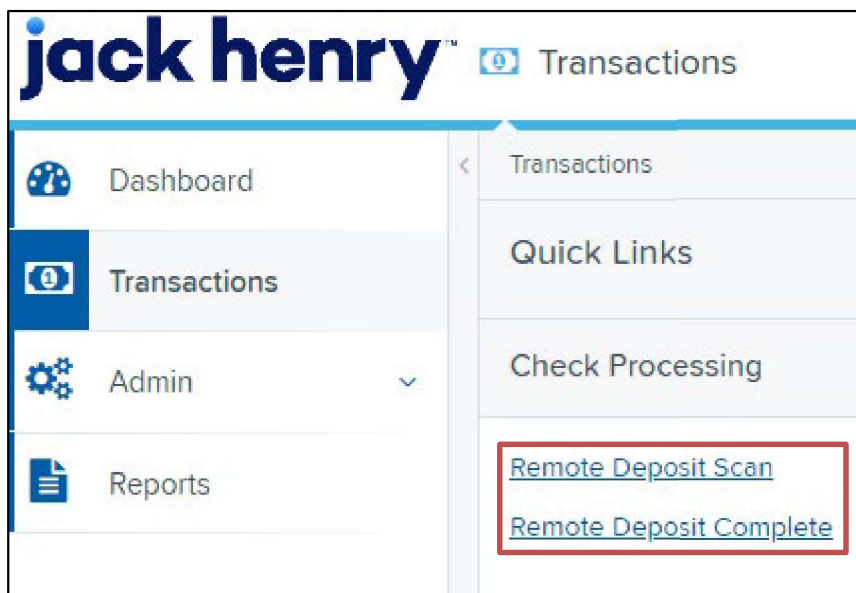 jack henry™
Transactions
Dashboard
Transactions
Admin
Reports
Transactions
Quick Links
Check Processing
Remote Deposit Scan
Remote Deposit Complete